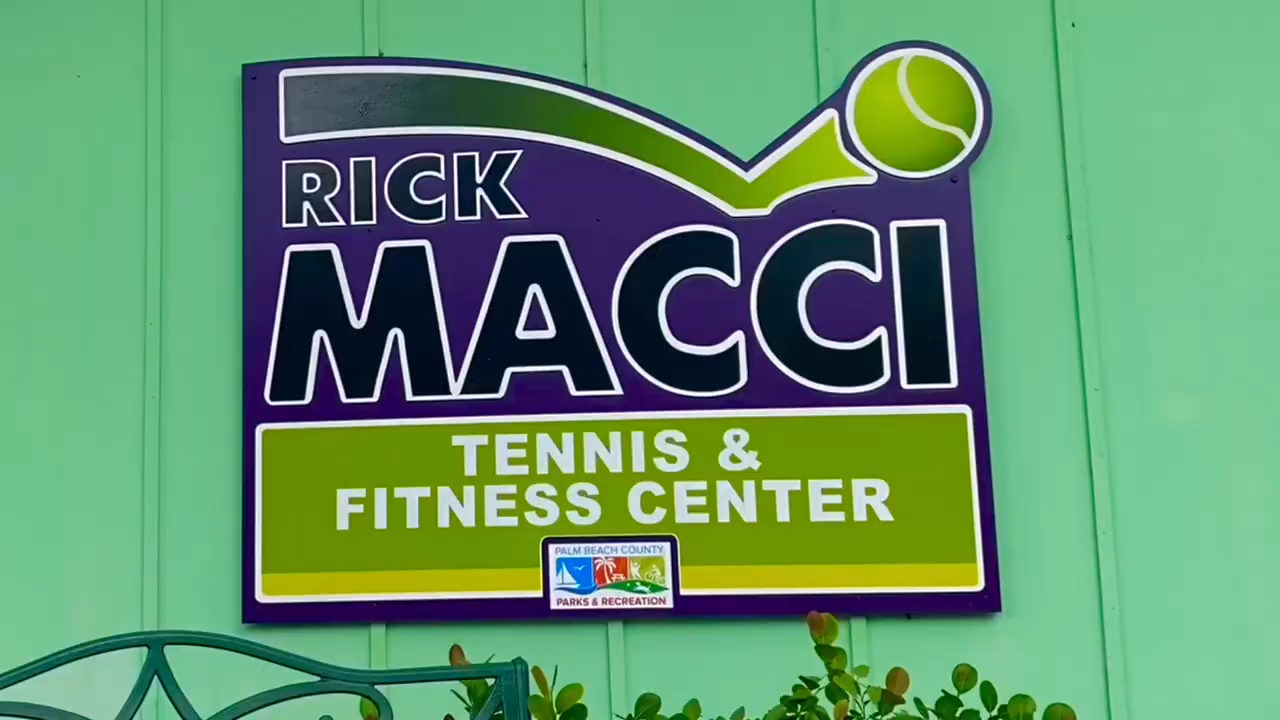 RICK
MACCI
TENNIS &
FITNESS CENTER
PALM BEACH COUNTY
PARKS & RECREATION